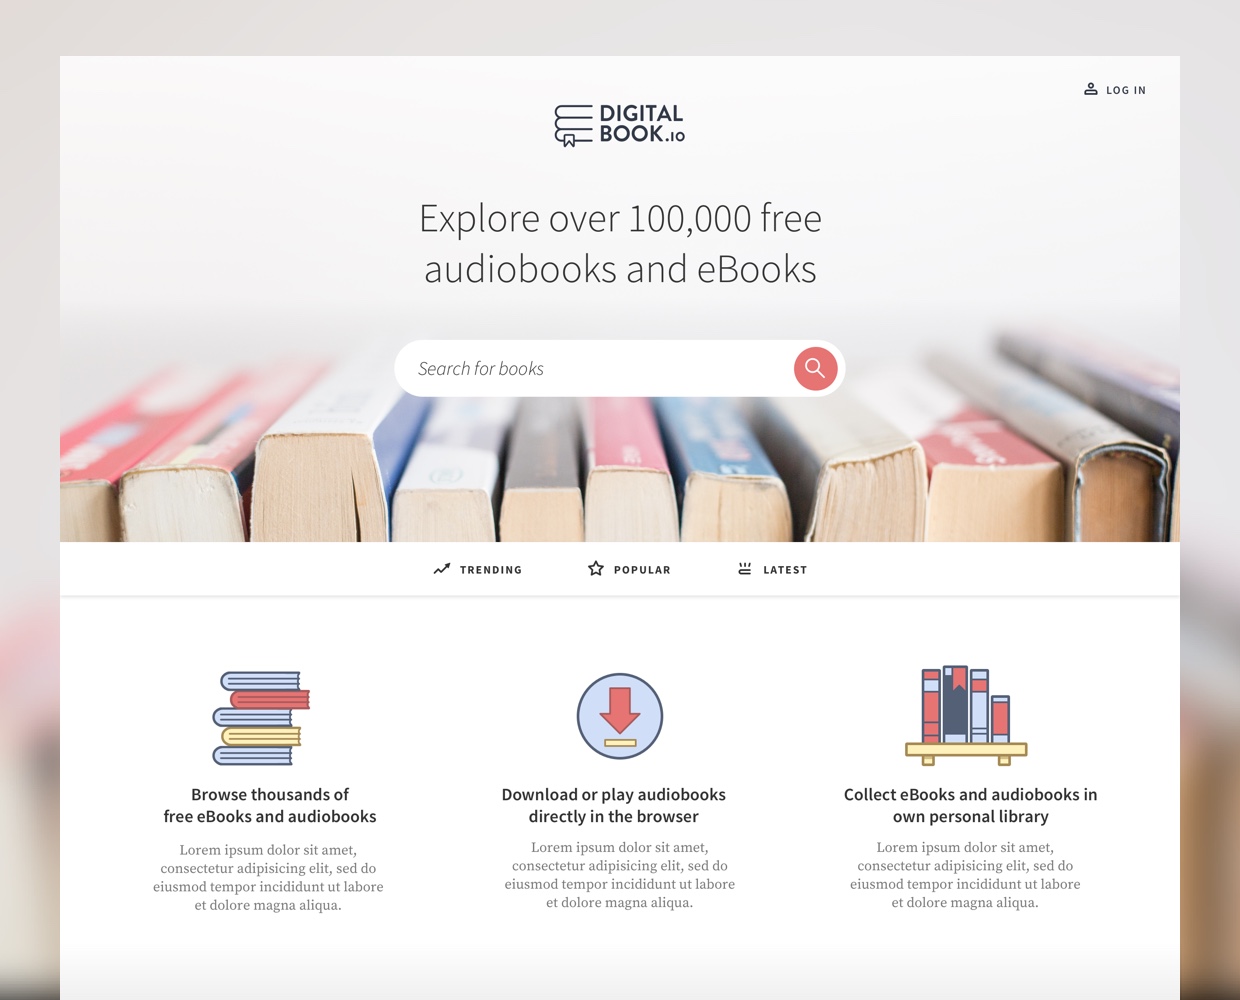 LOG IN
DIGITAL
BOOK.IO
Explore over 100,000 free
audiobooks and eBooks
Search for books
TRENDING
POPULAR
LATEST
Browse thousands of
free eBooks and audiobooks
Lorem ipsum dolor sit amet,
consectetur adipisicing elit, sed do
eiusmod tempor incididunt ut labore
et dolore magna aliqua.
Download or play audiobooks
directly in the browser
Lorem ipsum dolor sit amet,
consectetur adipisicing elit, sed do
eiusmod tempor incididunt ut labore
et dolore magna aliqua.
Collect eBooks and audiobooks in
own personal library
Lorem ipsum dolor sit amet,
consectetur adipisicing elit, sed do
eiusmod tempor incididunt ut labore
et dolore magna aliqua.